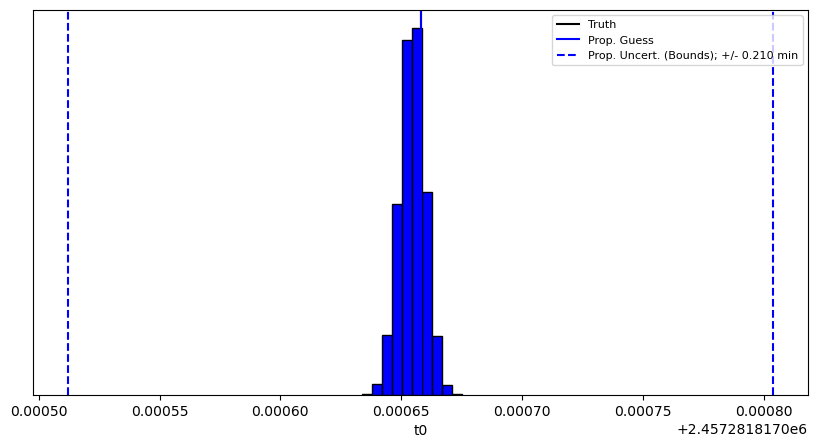 Truth
Prop. Guess
Prop. Uncert. (Bounds); +/- 0.210 min
0.00050 0.00055 0.00060 0.00065 0.00070 0.00075 0.00080
t0
+2.4572818170e6